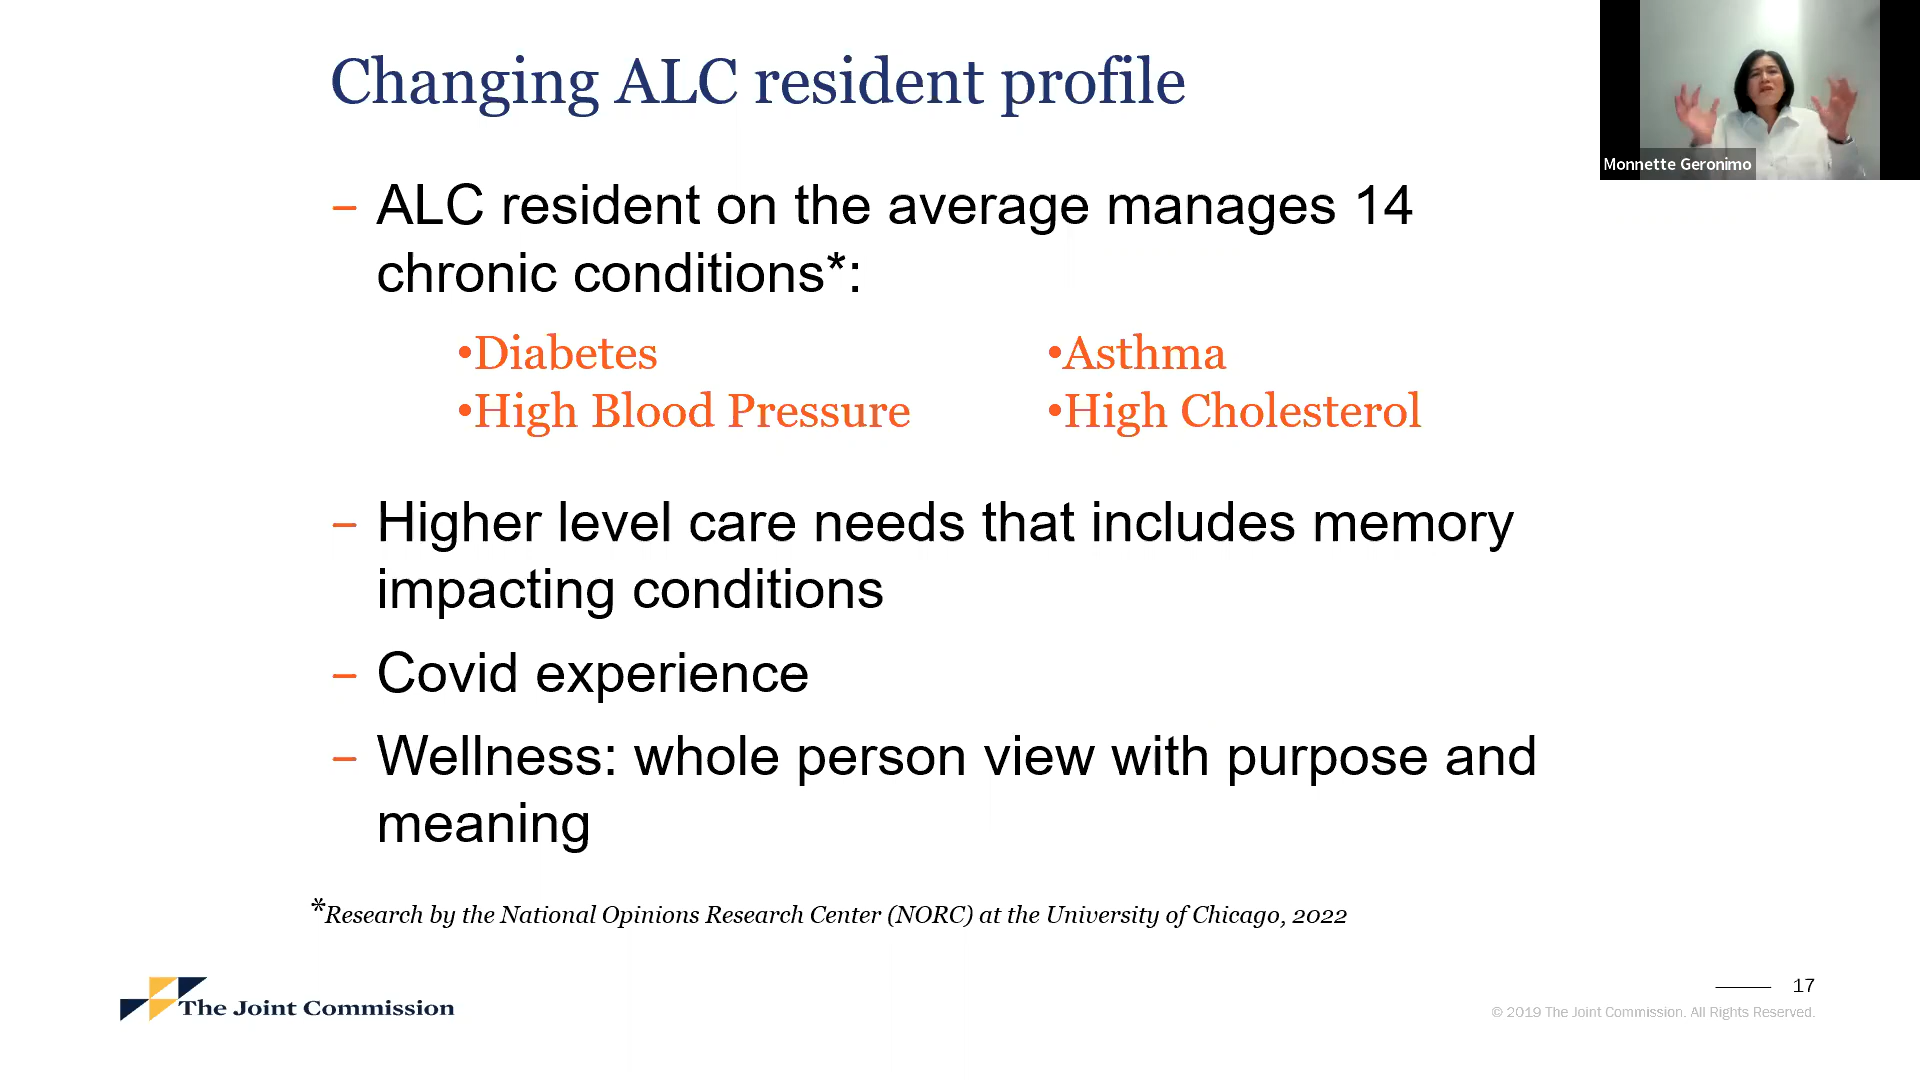 Changing ALC resident profile
Monnette Geronimo
– ALC resident on the average manages 14
chronic conditions*:
•Diabetes
•High Blood Pressure
•Asthma
•High Cholesterol
– Higher level care needs that includes memory
impacting conditions
– Covid experience
– Wellness: whole person view with purpose and
meaning
*Research by the National Opinions Research Center (NORC) at the University of Chicago, 2022
The Joint Commission
17
© 2019 The Joint Commission. All Rights Reserved.